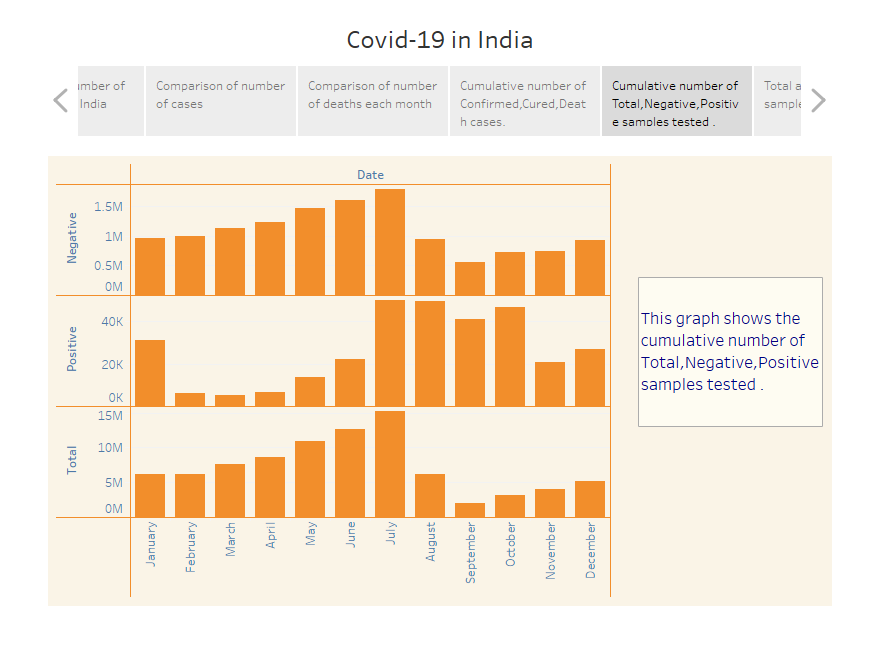 Covid-19 in India
umber of
India
Comparison of number
of cases
Comparison of number
of deaths each month
Cumulative number of
Confirmed,Cured,Deat
h cases.
Cumulative number of
Total,Negative,Positiv
e samples tested .
Total a
sample
Date
Negative
1.5M
1M
0.5M
0M
Positive
40K
20K
0K
Total
15M
10M
5M
0M
January
February
March
April
May
June
July
August
September
October
November
December
This graph shows the
cumulative number of
Total,Negative,Positive
samples tested .